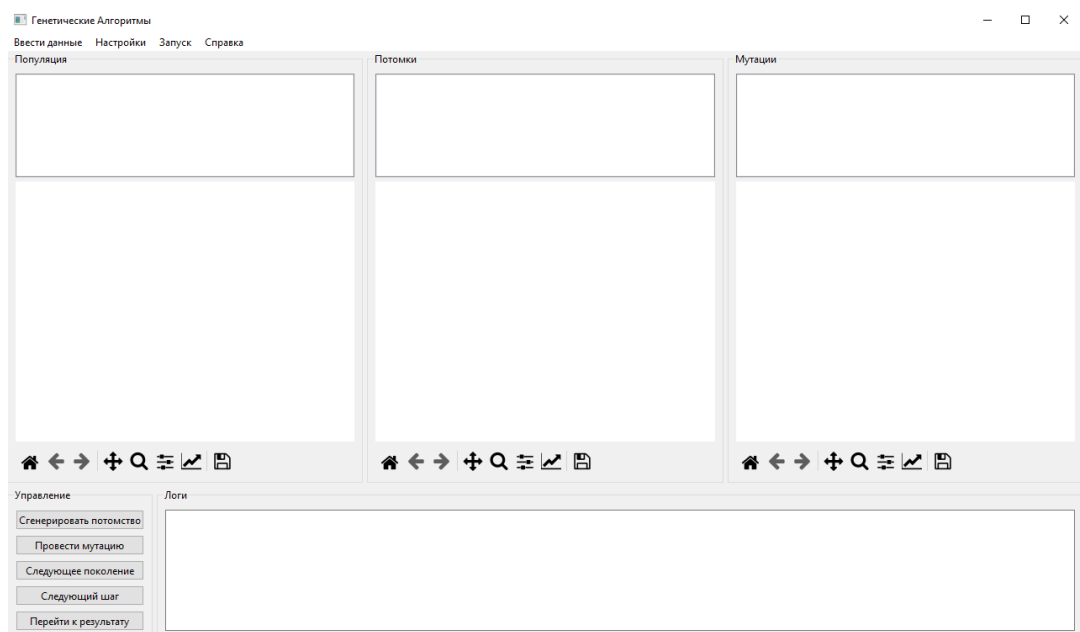 Генетические Алгоритмы
Ввести данные Настройки Запуск Справка
Популяция
Потомки
Мутации
Управление
Сгенерировать потомство
Провести мутацию
Следующее поколение
Следующий шаг
Перейти к результату
Логи